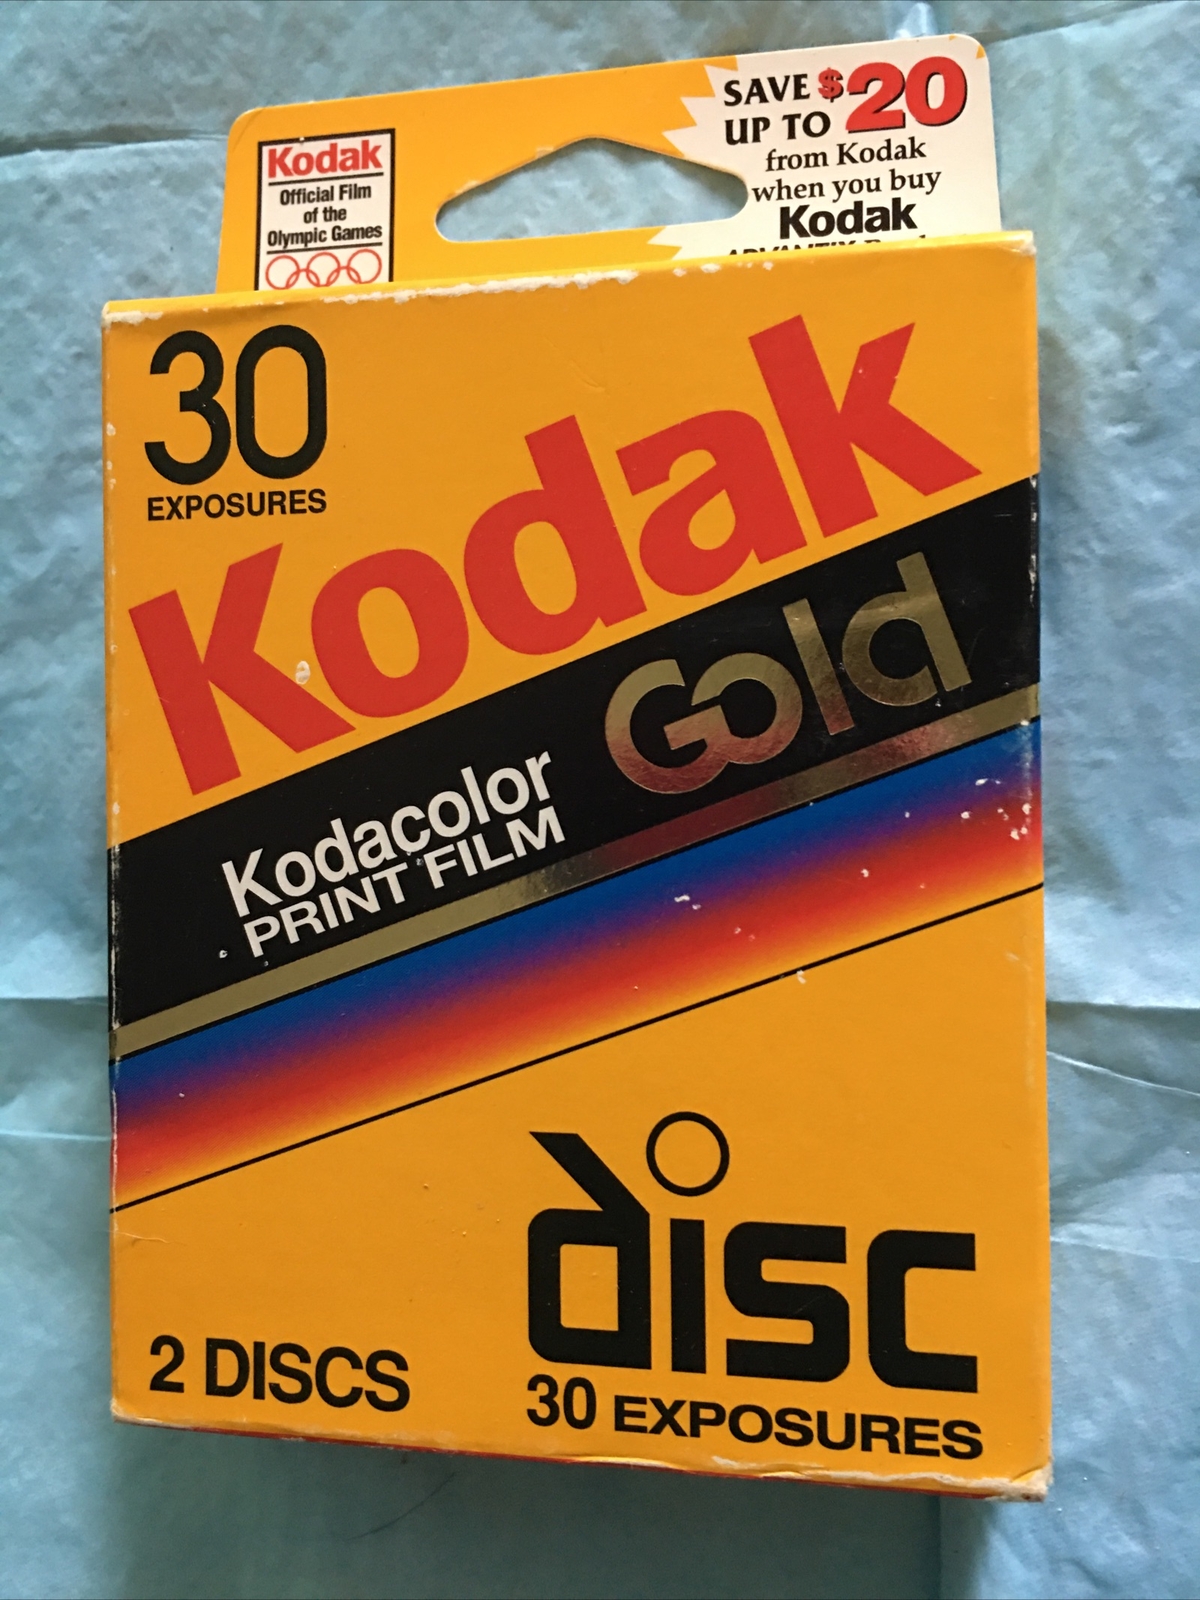 SAVE $20
UP TO
from Kodak
when you buy
Kodak
Kodak
Official Film
of the
Olympic Games
30
EXPOSURES
Kodak
Gold
Kodacolor
PRINT FILM
disc
2 DISCS
30 EXPOSURES